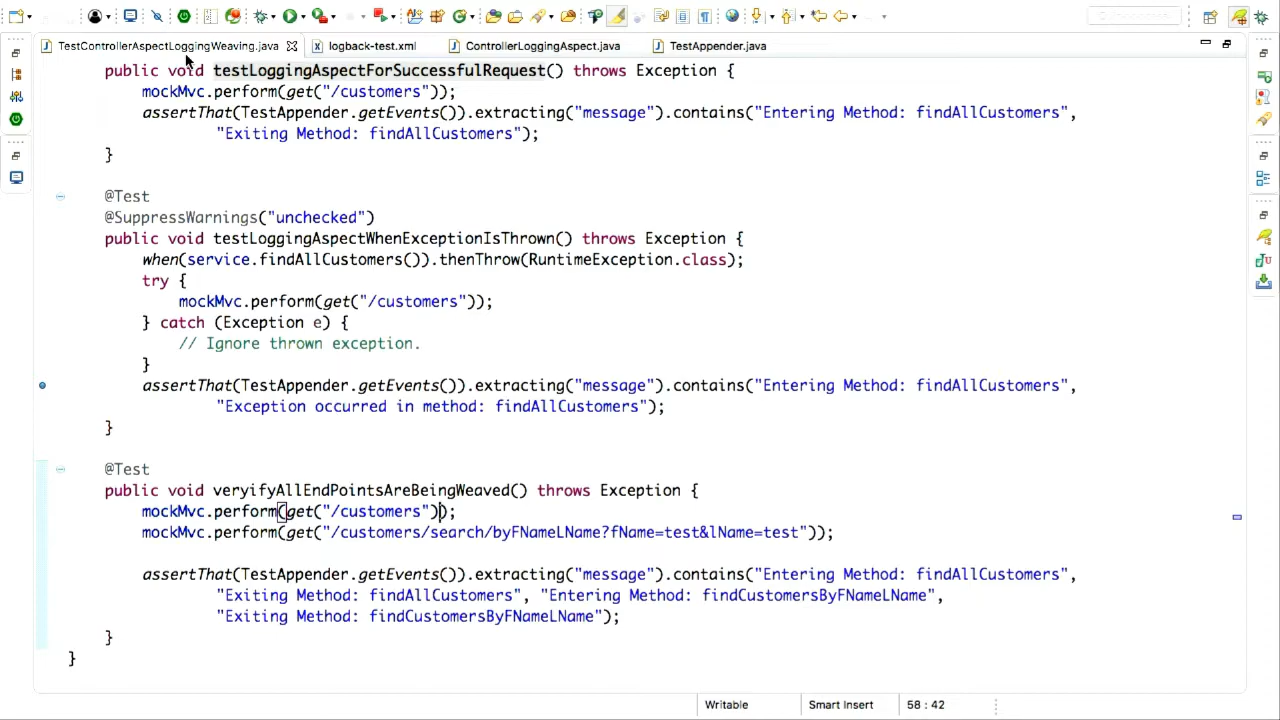 TestControllerAspectLoggingWeaving.java
logback-test.xml
ControllerLoggingAspect.java
TestAppender.java
public void testLoggingAspectForSuccessfulRequest() throws Exception {
mockMvc.perform(get("/customers"));
assertThat(TestAppender.getEvents()).extracting("message").contains("Entering Method: findAllCustomers",
"Exiting Method: findAllCustomers");
}
@Test
@SuppressWarnings("unchecked")
public void testLoggingAspectWhenExceptionIsThrown() throws Exception {
when(service.findAllCustomers()).thenThrow(RuntimeException.class);
try {
mockMvc.perform(get("/customers"));
} catch (Exception e) {
// Ignore thrown exception.
}
assertThat(TestAppender.getEvents()).extracting("message").contains("Entering Method: findAllCustomers",
"Exception occurred in method: findAllCustomers");
}
@Test
public void veryifyAllEndPointsAreBeingWeaved() throws Exception {
mockMvc.perform(get("/customers"));
mockMvc.perform(get("/customers/search/byFNameLName?fName=test&lName=test"));
assertThat(TestAppender.getEvents()).extracting("message").contains("Entering Method: findAllCustomers",
"Exiting Method: findAllCustomers", "Entering Method: findCustomersByFNameLName",
"Exiting Method: findCustomersByFNameLName");
}
}
Writable
Smart Insert
58 : 42